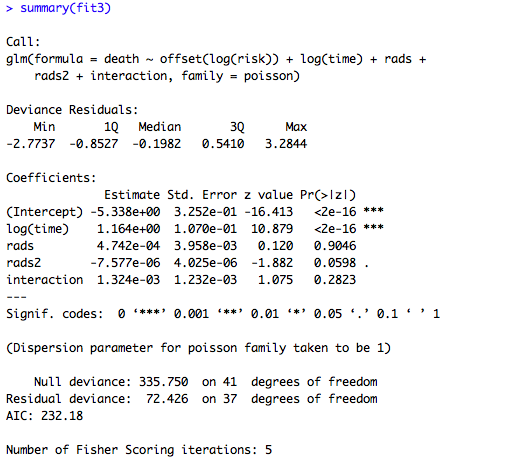 > summary(fit3)
Call:
glm(formula = death ~ offset(log(risk)) + log(time) + rads +
    rads2 + interaction, family = poisson)
Deviance Residuals:
    Min       1Q   Median       3Q      Max
-2.7737  -0.8527  -0.1982   0.5410   3.2844
Coefficients:
              Estimate Std. Error z value Pr(>|z|)
(Intercept) -5.338e+00  3.252e-01 -16.413   <2e-16 ***
log(time)    1.164e+00  1.070e-01  10.879   <2e-16 ***
rads         4.742e-04  3.958e-03   0.120   0.9046
rads2       -7.577e-06  4.025e-06  -1.882   0.0598 .
interaction  1.324e-03  1.232e-03   1.075   0.2823
---
Signif. codes:  0 ‘***’ 0.001 ‘**’ 0.01 ‘*’ 0.05 ‘.’ 0.1 ‘ ’ 1
(Dispersion parameter for poisson family taken to be 1)
    Null deviance: 335.750  on 41  degrees of freedom
Residual deviance:  72.426  on 37  degrees of freedom
AIC: 232.18
Number of Fisher Scoring iterations: 5